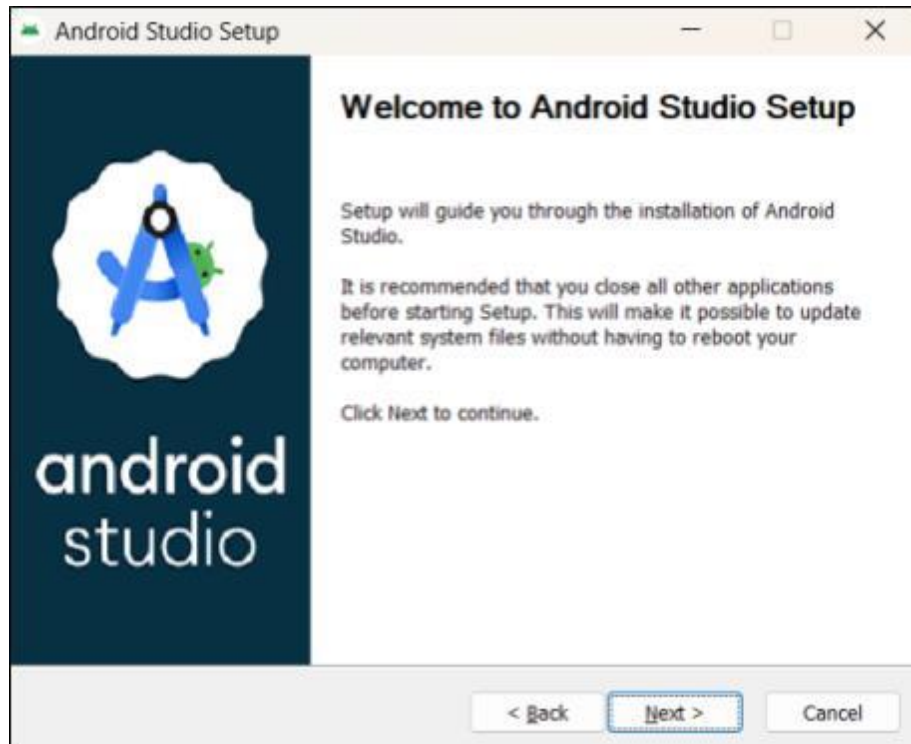 Android Studio Setup
Welcome to Android Studio Setup
Setup will guide you through the installation of Android
Studio.
It is recommended that you close all other applications
before starting Setup. This will make it possible to update
relevant system files without having to reboot your
computer.
Click Next to continue.
android
studio
< Back Next > Cancel